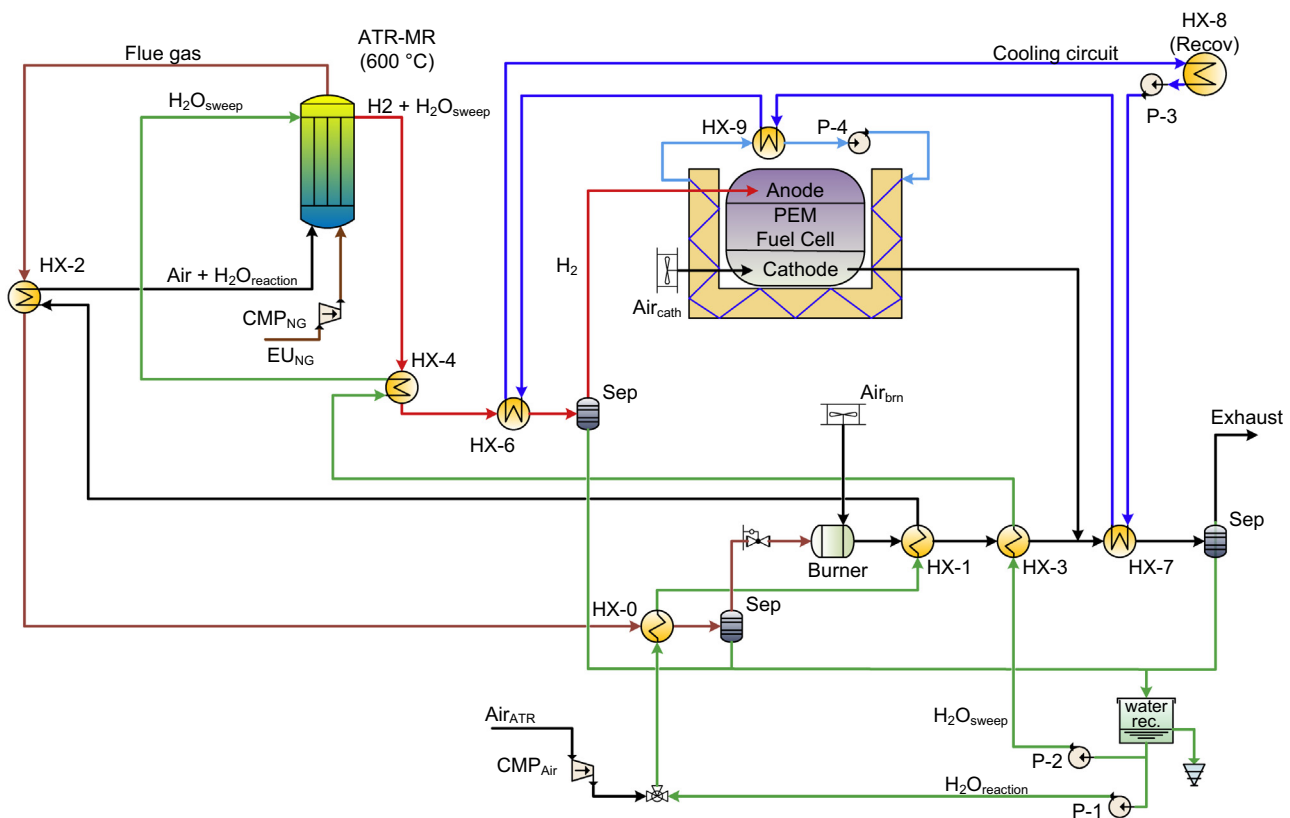 HX-8
(Recov)
ATR-MR
(600 °C)
Flue gas
Cooling circuit
H2Osweep
H2 + H2Osweep
P-3
HX-9
P-4
Anode
PEM
Fuel Cell
Cathode
HX-2
Air + H2Oreaction
H2
Aircath
CMPNG
EUNG
HX-4
Sep
Airbrn
HX-6
Exhaust
Sep
Burner
HX-1
HX-3
HX-7
HX-0
Sep
water
rec.
AirATR
H2Osweep
CMPAir
P-2
H2Oreaction
P-1